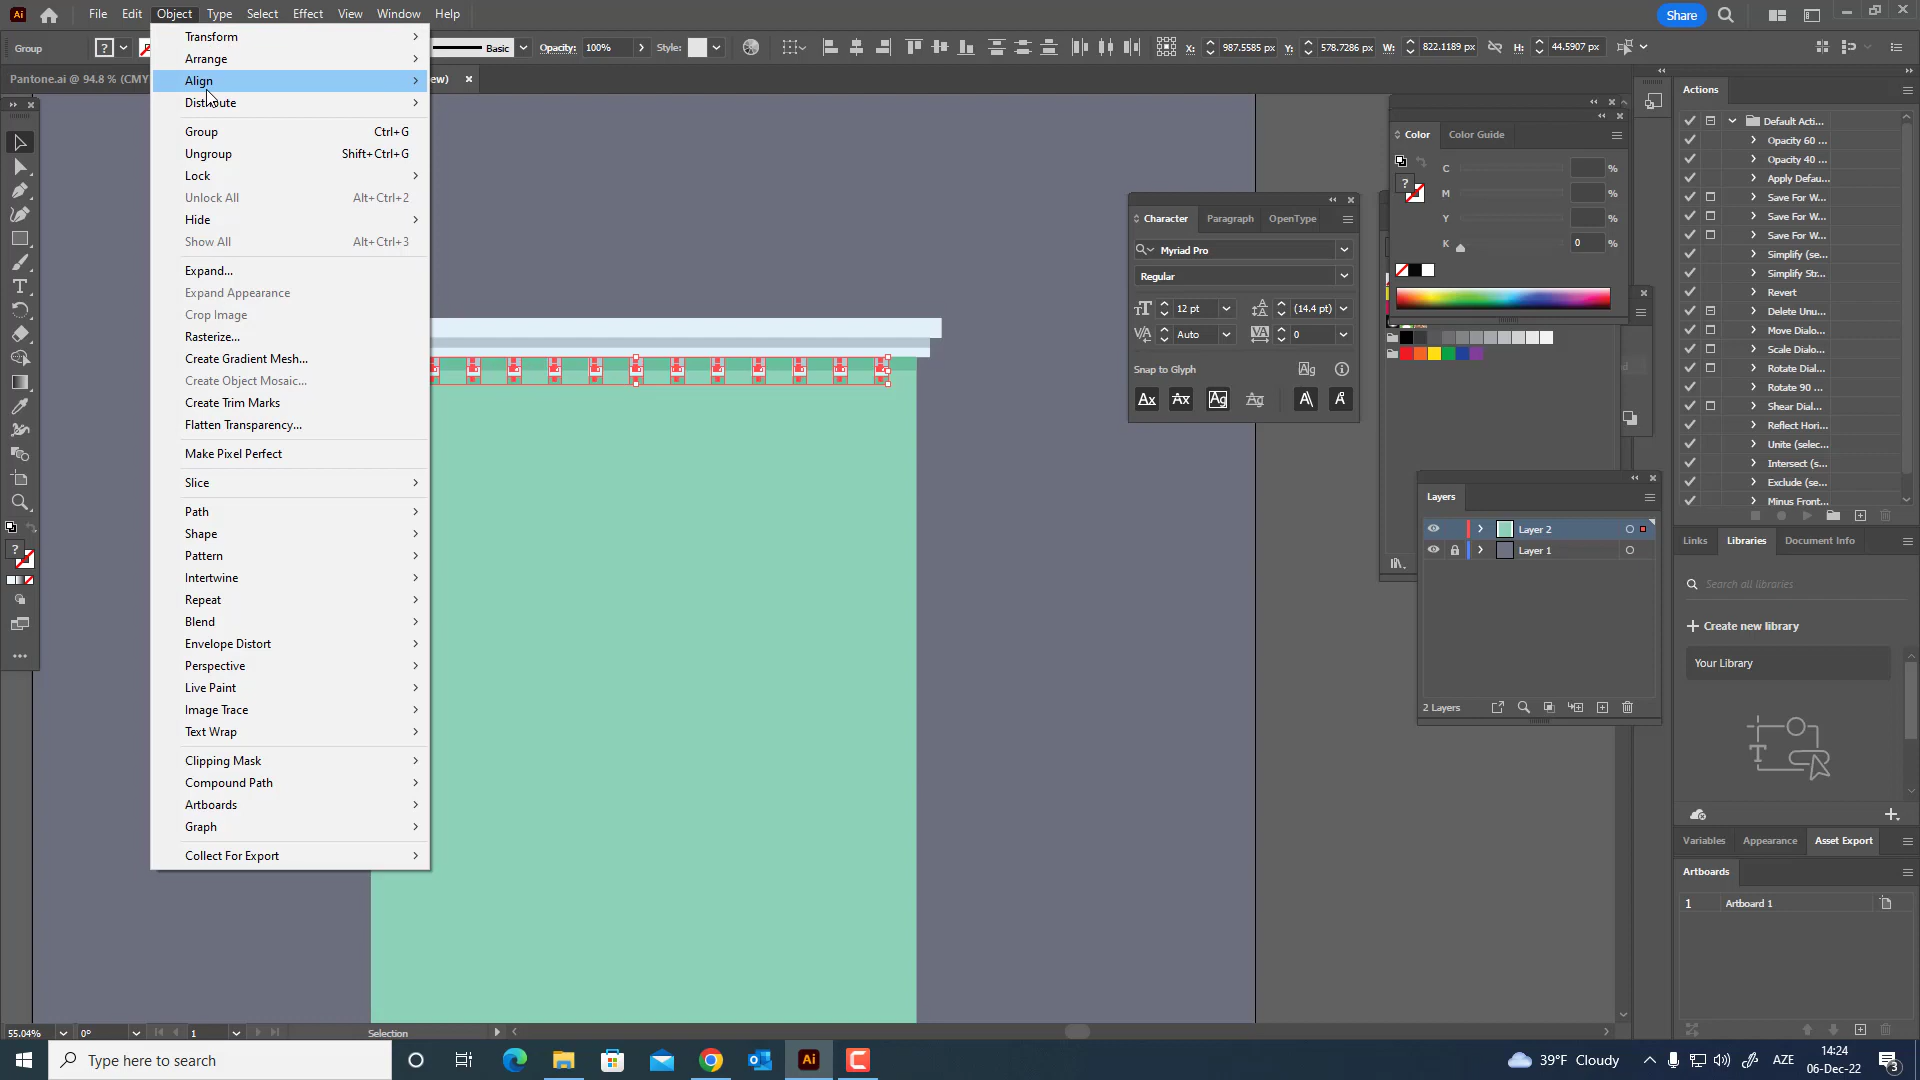 Ai File Edit Object Type Select Effect View Window Help Share
Group ? Basic Opacity: 100% Style: X: 987.5585 px Y: 578.7286 px W: 822.1189 px H: 44.5907 px
Pantone.ai @ 94.8 % (CMY ew)
Transform
Arrange
Align
Distribute
Group Ctrl+G
Ungroup Shift+Ctrl+G
Lock
Unlock All Alt+Ctrl+2
Hide
Show All Alt+Ctrl+3
Expand...
Expand Appearance
Crop Image
Rasterize...
Create Gradient Mesh...
Create Object Mosaic...
Create Trim Marks
Flatten Transparency...
Make Pixel Perfect
Slice
Path
Shape
Pattern
Intertwine
Repeat
Blend
Envelope Distort
Perspective
Live Paint
Image Trace
Text Wrap
Clipping Mask
Compound Path
Artboards
Graph
Collect For Export
Character Paragraph OpenType
Myriad Pro
Regular
12 pt (14.4 pt)
Auto 0
Snap to Glyph
Color Color Guide
C %
M %
Y %
K 0 %
Layers
Layer 2
Layer 1
2 Layers
Actions
Default Acti...
Opacity 60 ...
Opacity 40 ...
Apply Defau...
Save For W...
Save For W...
Save For W...
Simplify (se...
Simplify Str...
Revert
Delete Unu...
Move Dialo...
Scale Dialo...
Rotate Dial...
Rotate 90 ...
Shear Dial...
Reflect Hori...
Unite (selec...
Intersect (s...
Exclude (se...
Minus Front...
Links Libraries Document Info
Search all libraries
Create new library
Your Library
Variables Appearance Asset Export
Artboards
1 Artboard 1
55.04% 0° 1 Selection
Type here to search
39°F Cloudy AZE 14:24
06-Dec-22 3